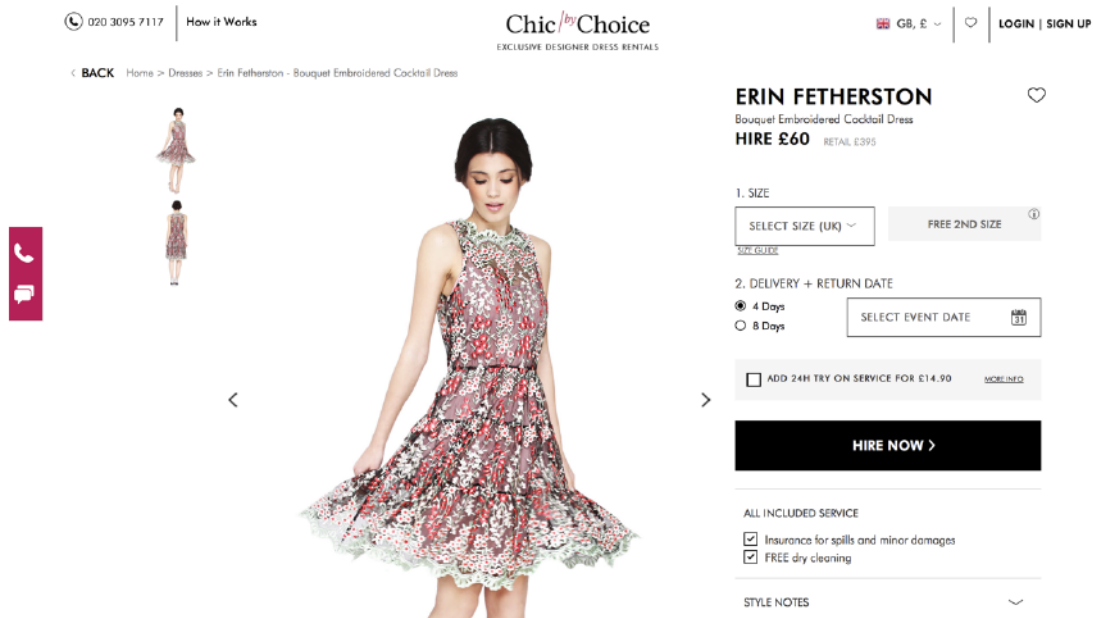 020 3095 7117
How it Works
Chic by Choice
EXCLUSIVE DESIGNER DRESS RENTALS
GB, £
LOGIN | SIGN UP
BACK
Home > Dresses > Erin Fetherston - Bouquet Embroidered Cocktail Dress
ERIN FETHERSTON
Bouquet Embroidered Cocktail Dress
HIRE £60 RETAIL £395
1. SIZE
SELECT SIZE (UK)
FREE 2ND SIZE
SIZE GUIDE
2. DELIVERY + RETURN DATE
4 Days
8 Days
SELECT EVENT DATE
31
ADD 24H TRY ON SERVICE FOR £14.90
MORE INFO
HIRE NOW >
ALL INCLUDED SERVICE
Insurance for spills and minor damages
FREE dry cleaning
STYLE NOTES